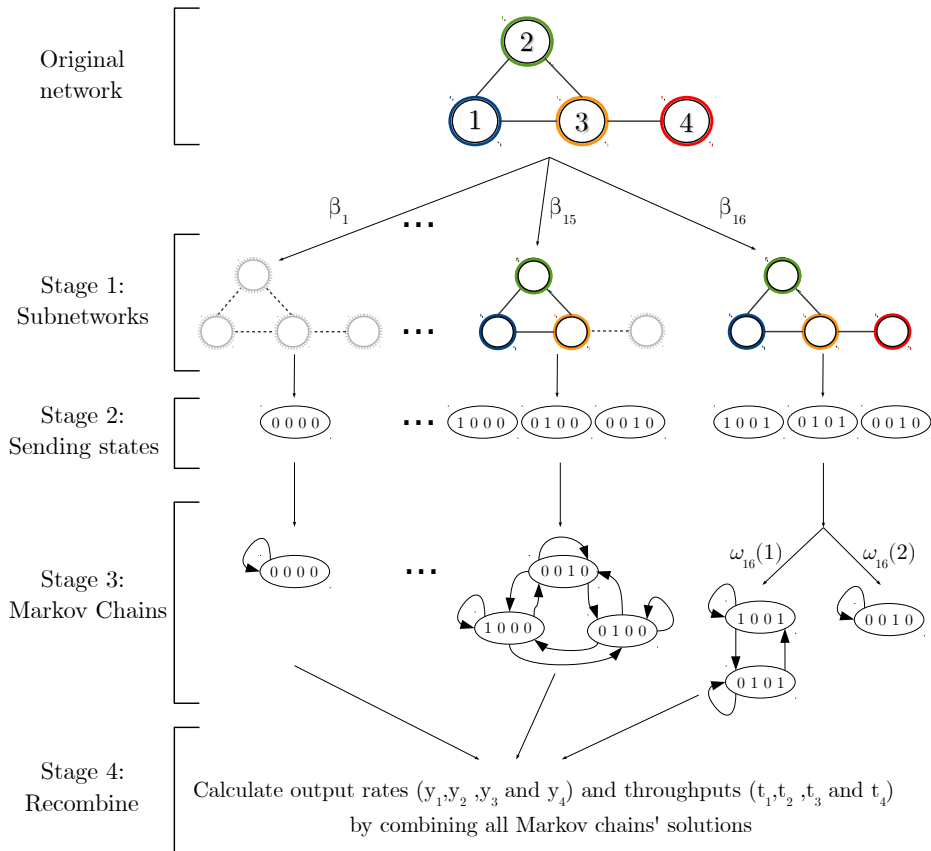 Original
network
2
1 3 4
β₁ ... β₁₅ β₁₆
Stage 1:
Subnetworks
...
Stage 2:
Sending states
0 0 0 0 ... 1 0 0 0 0 1 0 0 0 0 1 0 1 0 0 1 0 1 0 1 0 0 1 0
Stage 3:
Markov Chains
ω₁₆(1) ω₁₆(2)
0 0 0 0 ... 0 0 1 0
1 0 0 0 0 1 0 0
1 0 0 1 0 0 1 0
0 1 0 1
Stage 4:
Recombine
Calculate output rates (y₁,y₂ ,y₃ and y₄) and throughputs (t₁,t₂ ,t₃ and t₄)
by combining all Markov chains' solutions